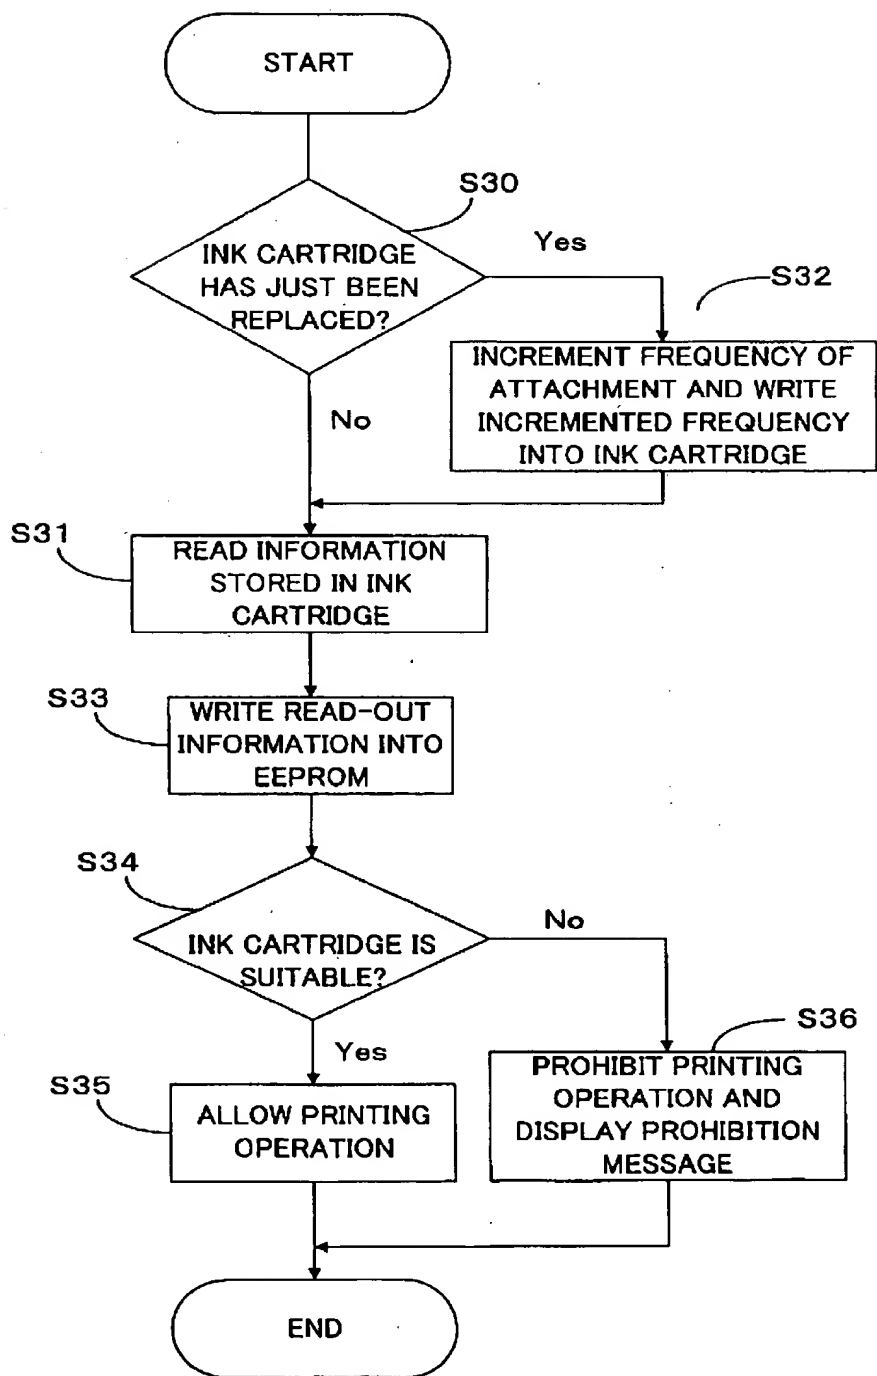 START
S30
INK CARTRIDGE
HAS JUST BEEN
REPLACED?
Yes
S32
INCREMENT FREQUENCY OF
ATTACHMENT AND WRITE
INCREMENTED FREQUENCY
INTO INK CARTRIDGE
No
S31
READ INFORMATION
STORED IN INK
CARTRIDGE
S33
WRITE READ-OUT
INFORMATION INTO
EEPROM
S34
INK CARTRIDGE IS
SUITABLE?
No
Yes
S36
PROHIBIT PRINTING
OPERATION AND
DISPLAY PROHIBITION
MESSAGE
S35
ALLOW PRINTING
OPERATION
END